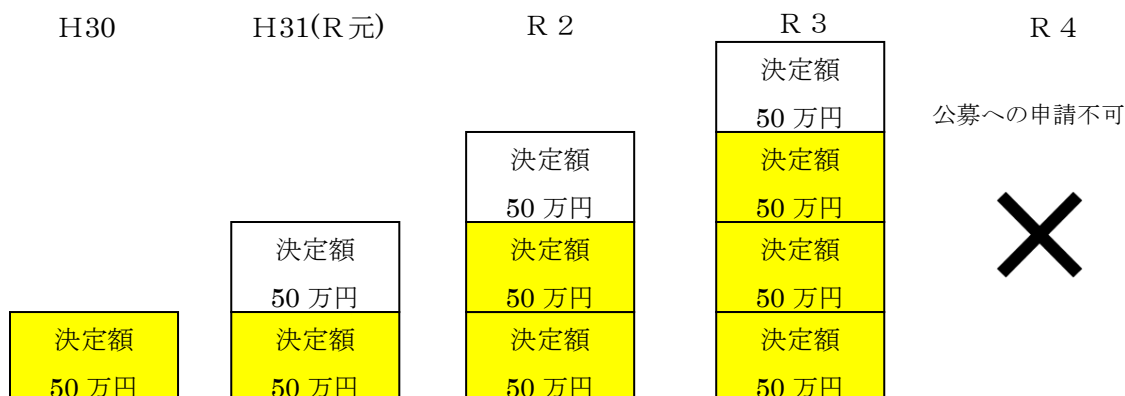 H30 H31(R元) R 2 R 3 R 4
決定額
50 万円 公募への申請不可
決定額 決定額
50 万円 50 万円
決定額 決定額 決定額
50 万円 50 万円 50 万円
決定額 決定額 決定額 決定額
50 万円 50 万円 50 万円 50 万円